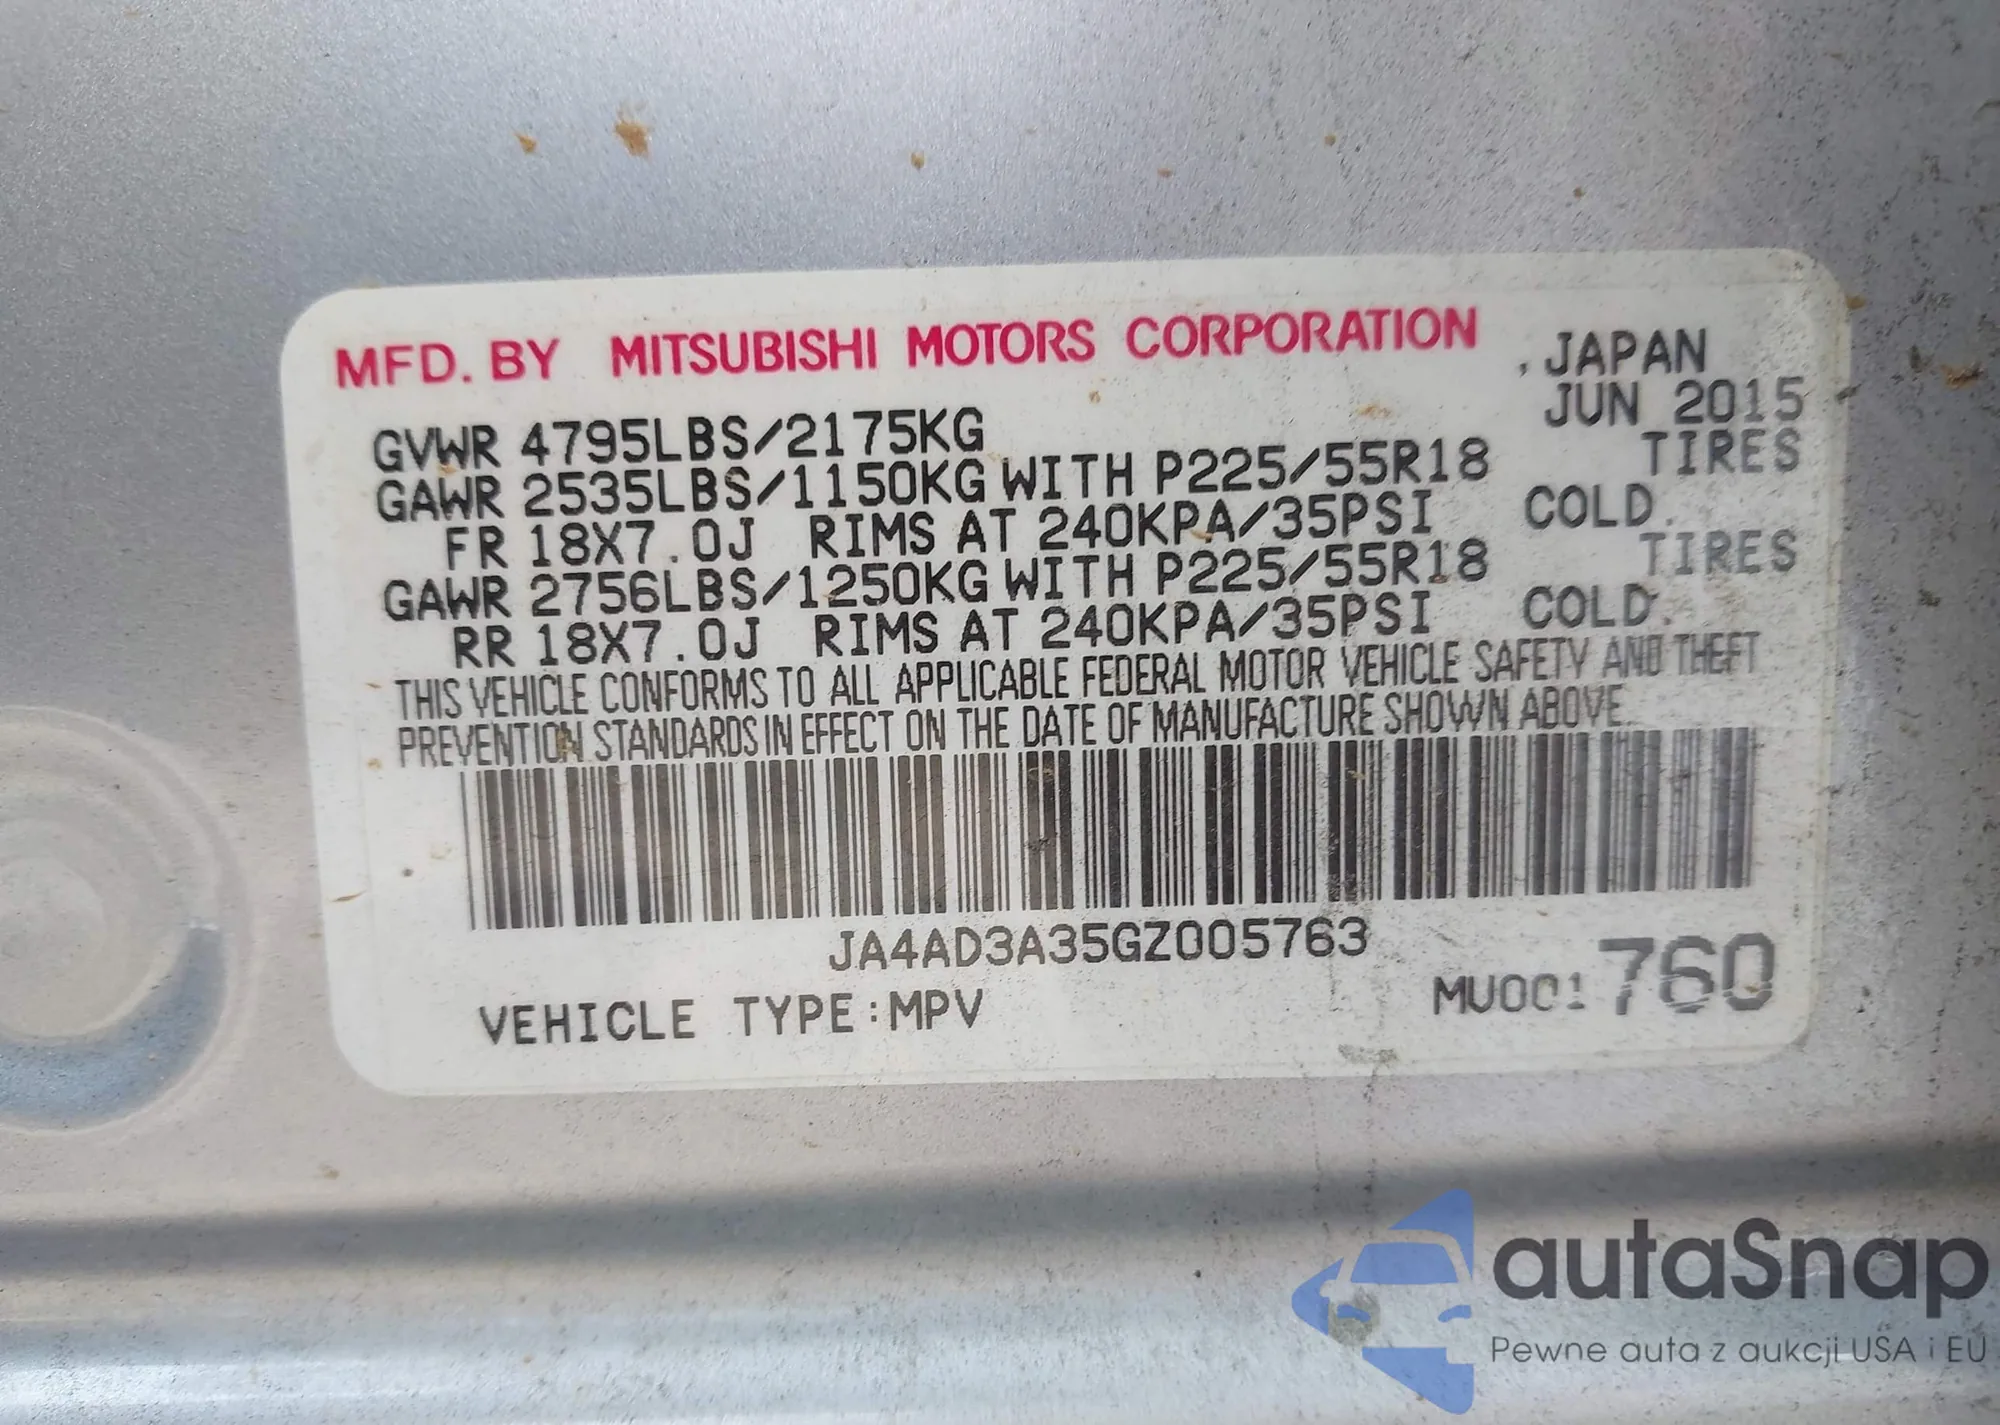 MFD. BY MITSUBISHI MOTORS CORPORATION , JAPAN
JUN 2015
GVWR 4795LBS/2175KG
GAWR 2535LBS/1150KG WITH P225/55R18 TIRES
FR 18X7.0J RIMS AT 240KPA/35PSI COLD.
GAWR 2756LBS/1250KG WITH P225/55R18 TIRES
RR 18X7.0J RIMS AT 240KPA/35PSI COLD.
THIS VEHICLE CONFORMS TO ALL APPLICABLE FEDERAL MOTOR VEHICLE SAFETY AND THEFT
PREVENTION STANDARDS IN EFFECT ON THE DATE OF MANUFACTURE SHOWN ABOVE.
JA4AD3A35GZ005763
VEHICLE TYPE:MPV
MU001760
autaSnap
Pewne auta z aukcji USA i EU